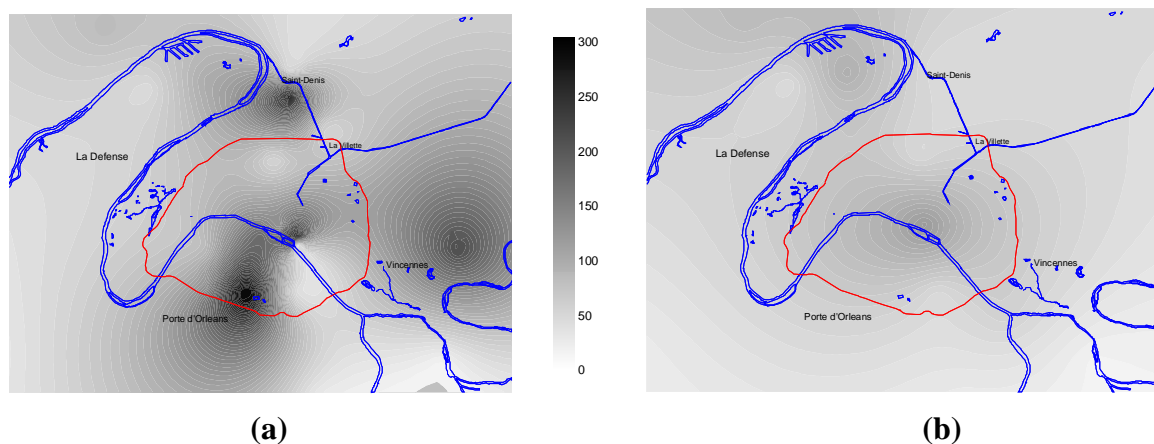 Saint-Denis
La Villette
La Defense
Vincennes
Porte d'Orleans
300
250
200
150
100
50
0
Saint-Denis
La Villette
La Defense
Vincennes
Porte d'Orleans
(a)
(b)